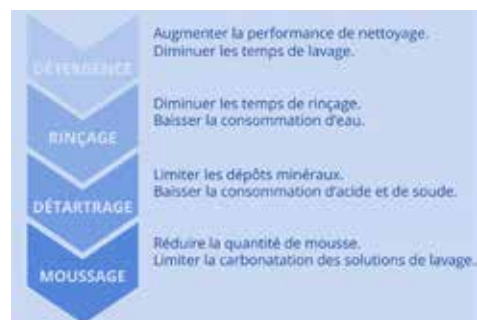 DÉTERGENCE
Augmenter la performance de nettoyage.
Diminuer les temps de lavage.
RINÇAGE
Diminuer les temps de rinçage.
Baisser la consommation d'eau.
DÉTARTRAGE
Limiter les dépôts minéraux.
Baisser la consommation d'acide et de soude.
MOUSSAGE
Réduire la quantité de mousse.
Limiter la carbonatation des solutions de lavage.